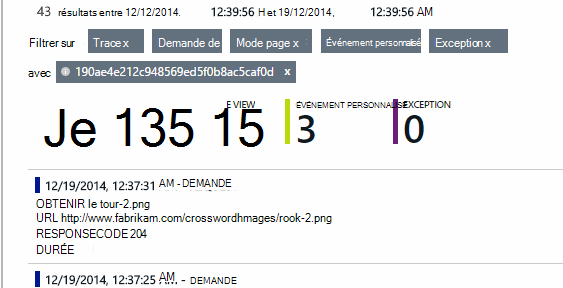 43 résultats entre 12/12/2014. 12:39:56 H et 19/12/2014, 12:39:56 AM
Filtrer sur Trace x Demande de Mode page x Événement personnalisé Exception x
avec 190ae4e212c948569ed5f0b8ac5caf0d x
E VIEW ÉVÉNEMENT PERSONNALISÉ EXCEPTION
Je 135 15 3 0
12/19/2014, 12:37:31 AM - DEMANDE
OBTENIR le tour-2.png
URL http://www.fabrikam.com/crosswordhmages/rook-2.png
RESPONSECODE 204
DURÉE
12/19/2014, 12:37:25 AM - DEMANDE